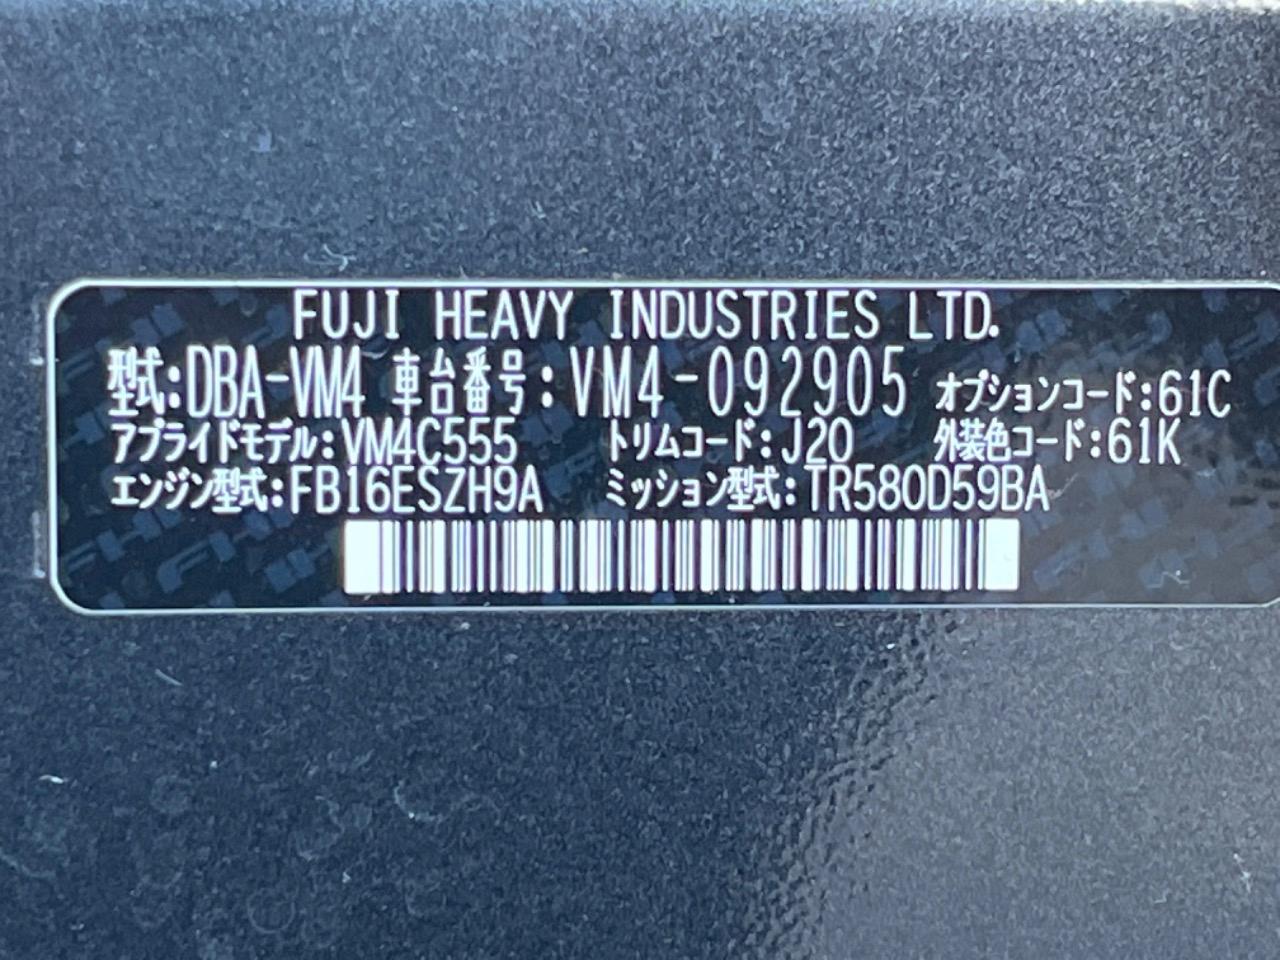 FUJI HEAVY INDUSTRIES LTD.
型式:DBA-VM4 車台番号:VM4-092905 オプションコード:61C
アプライドモデル:VM4C555 トリムコード:J20 外装色コード:61K
エンジン型式:FB16ESZH9A ミッション型式:TR580D59BA